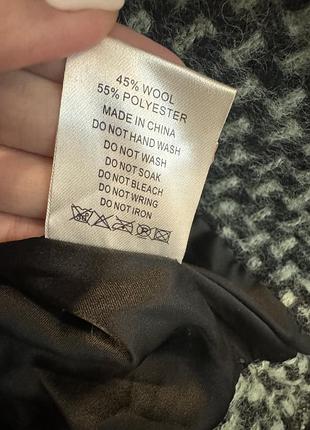 45% WOOL
55% POLYESTER
MADE IN CHINA
DO NOT HAND WASH
DO NOT WASH
DO NOT SOAK
DO NOT BLEACH
DO NOT WRING
DO NOT IRON